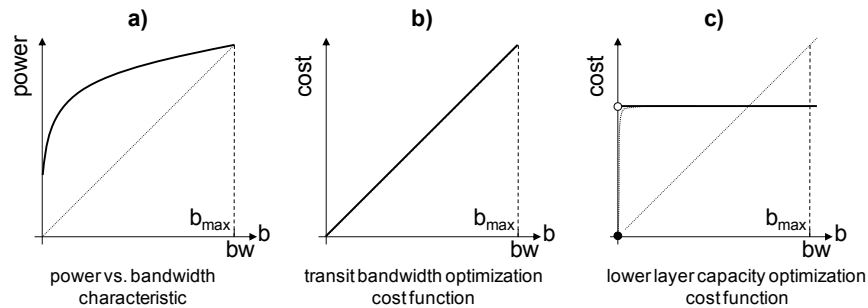 a)
power
b_max
b
bw
power vs. bandwidth
characteristic
b)
cost
b_max
b
bw
transit bandwidth optimization
cost function
c)
cost
b_max
b
bw
lower layer capacity optimization
cost function